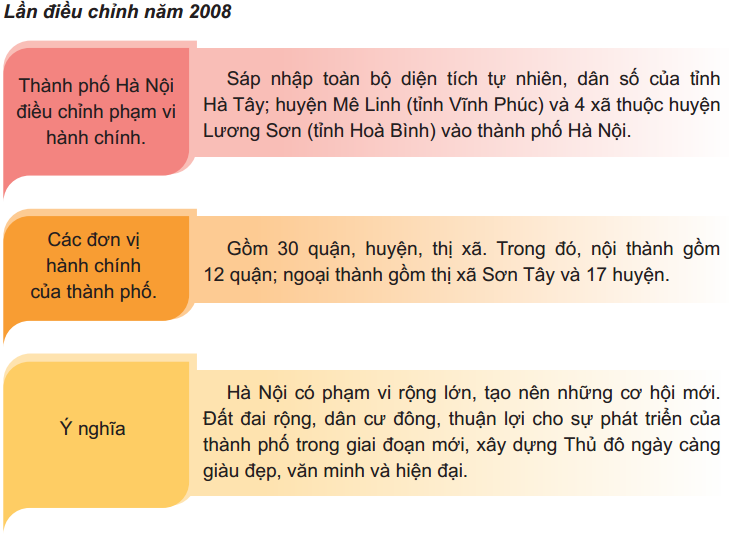 Lần điều chỉnh năm 2008
Thành phố Hà Nội
điều chỉnh phạm vi
hành chính.
Sáp nhập toàn bộ diện tích tự nhiên, dân số của tỉnh
Hà Tây; huyện Mê Linh (tỉnh Vĩnh Phúc) và 4 xã thuộc huyện
Lương Sơn (tỉnh Hoà Bình) vào thành phố Hà Nội.
Các đơn vị
hành chính
của thành phố.
Gồm 30 quận, huyện, thị xã. Trong đó, nội thành gồm
12 quận; ngoại thành gồm thị xã Sơn Tây và 17 huyện.
Ý nghĩa
Hà Nội có phạm vi rộng lớn, tạo nên những cơ hội mới.
Đất đai rộng, dân cư đông, thuận lợi cho sự phát triển của
thành phố trong giai đoạn mới, xây dựng Thủ đô ngày càng
giàu đẹp, văn minh và hiện đại.